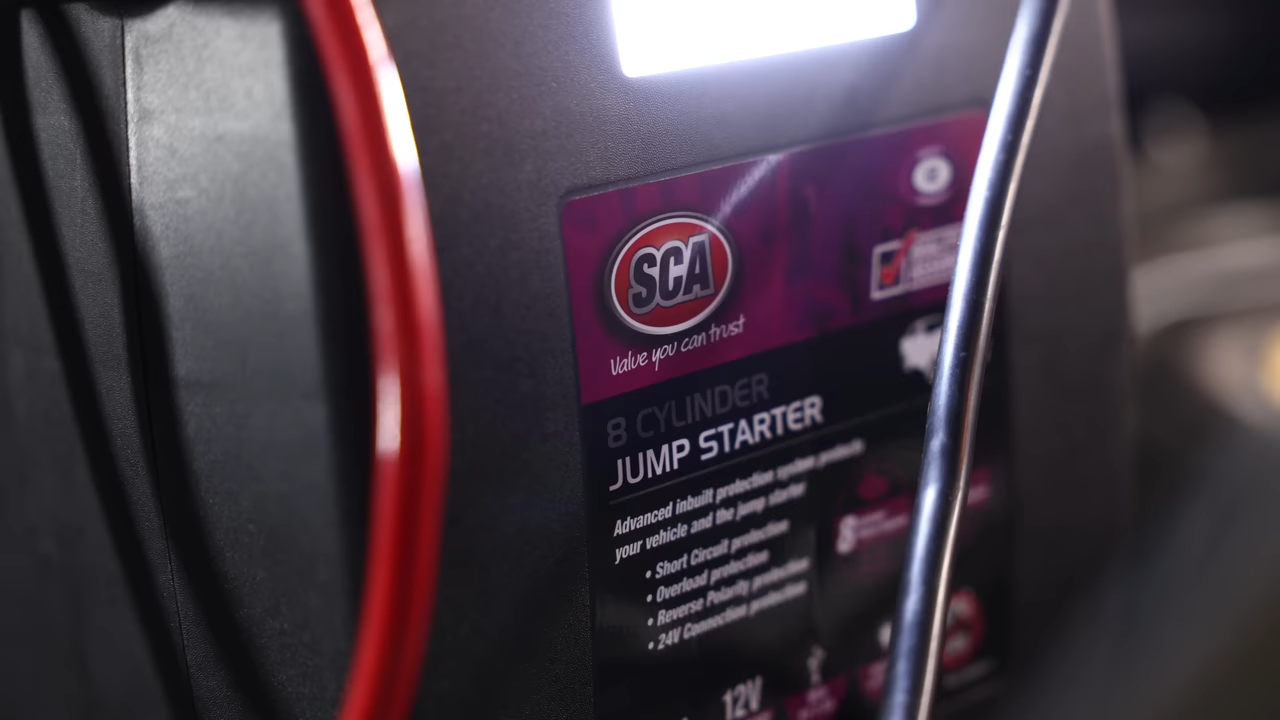 SCA
Value you can trust
8 CYLINDER
JUMP STARTER
Advanced inbuilt protection system protects
your vehicle and the jump starter
• Short Circuit protection
• Overload protection
• Reverse Polarity protection
• 24V Connection protection
8
12V